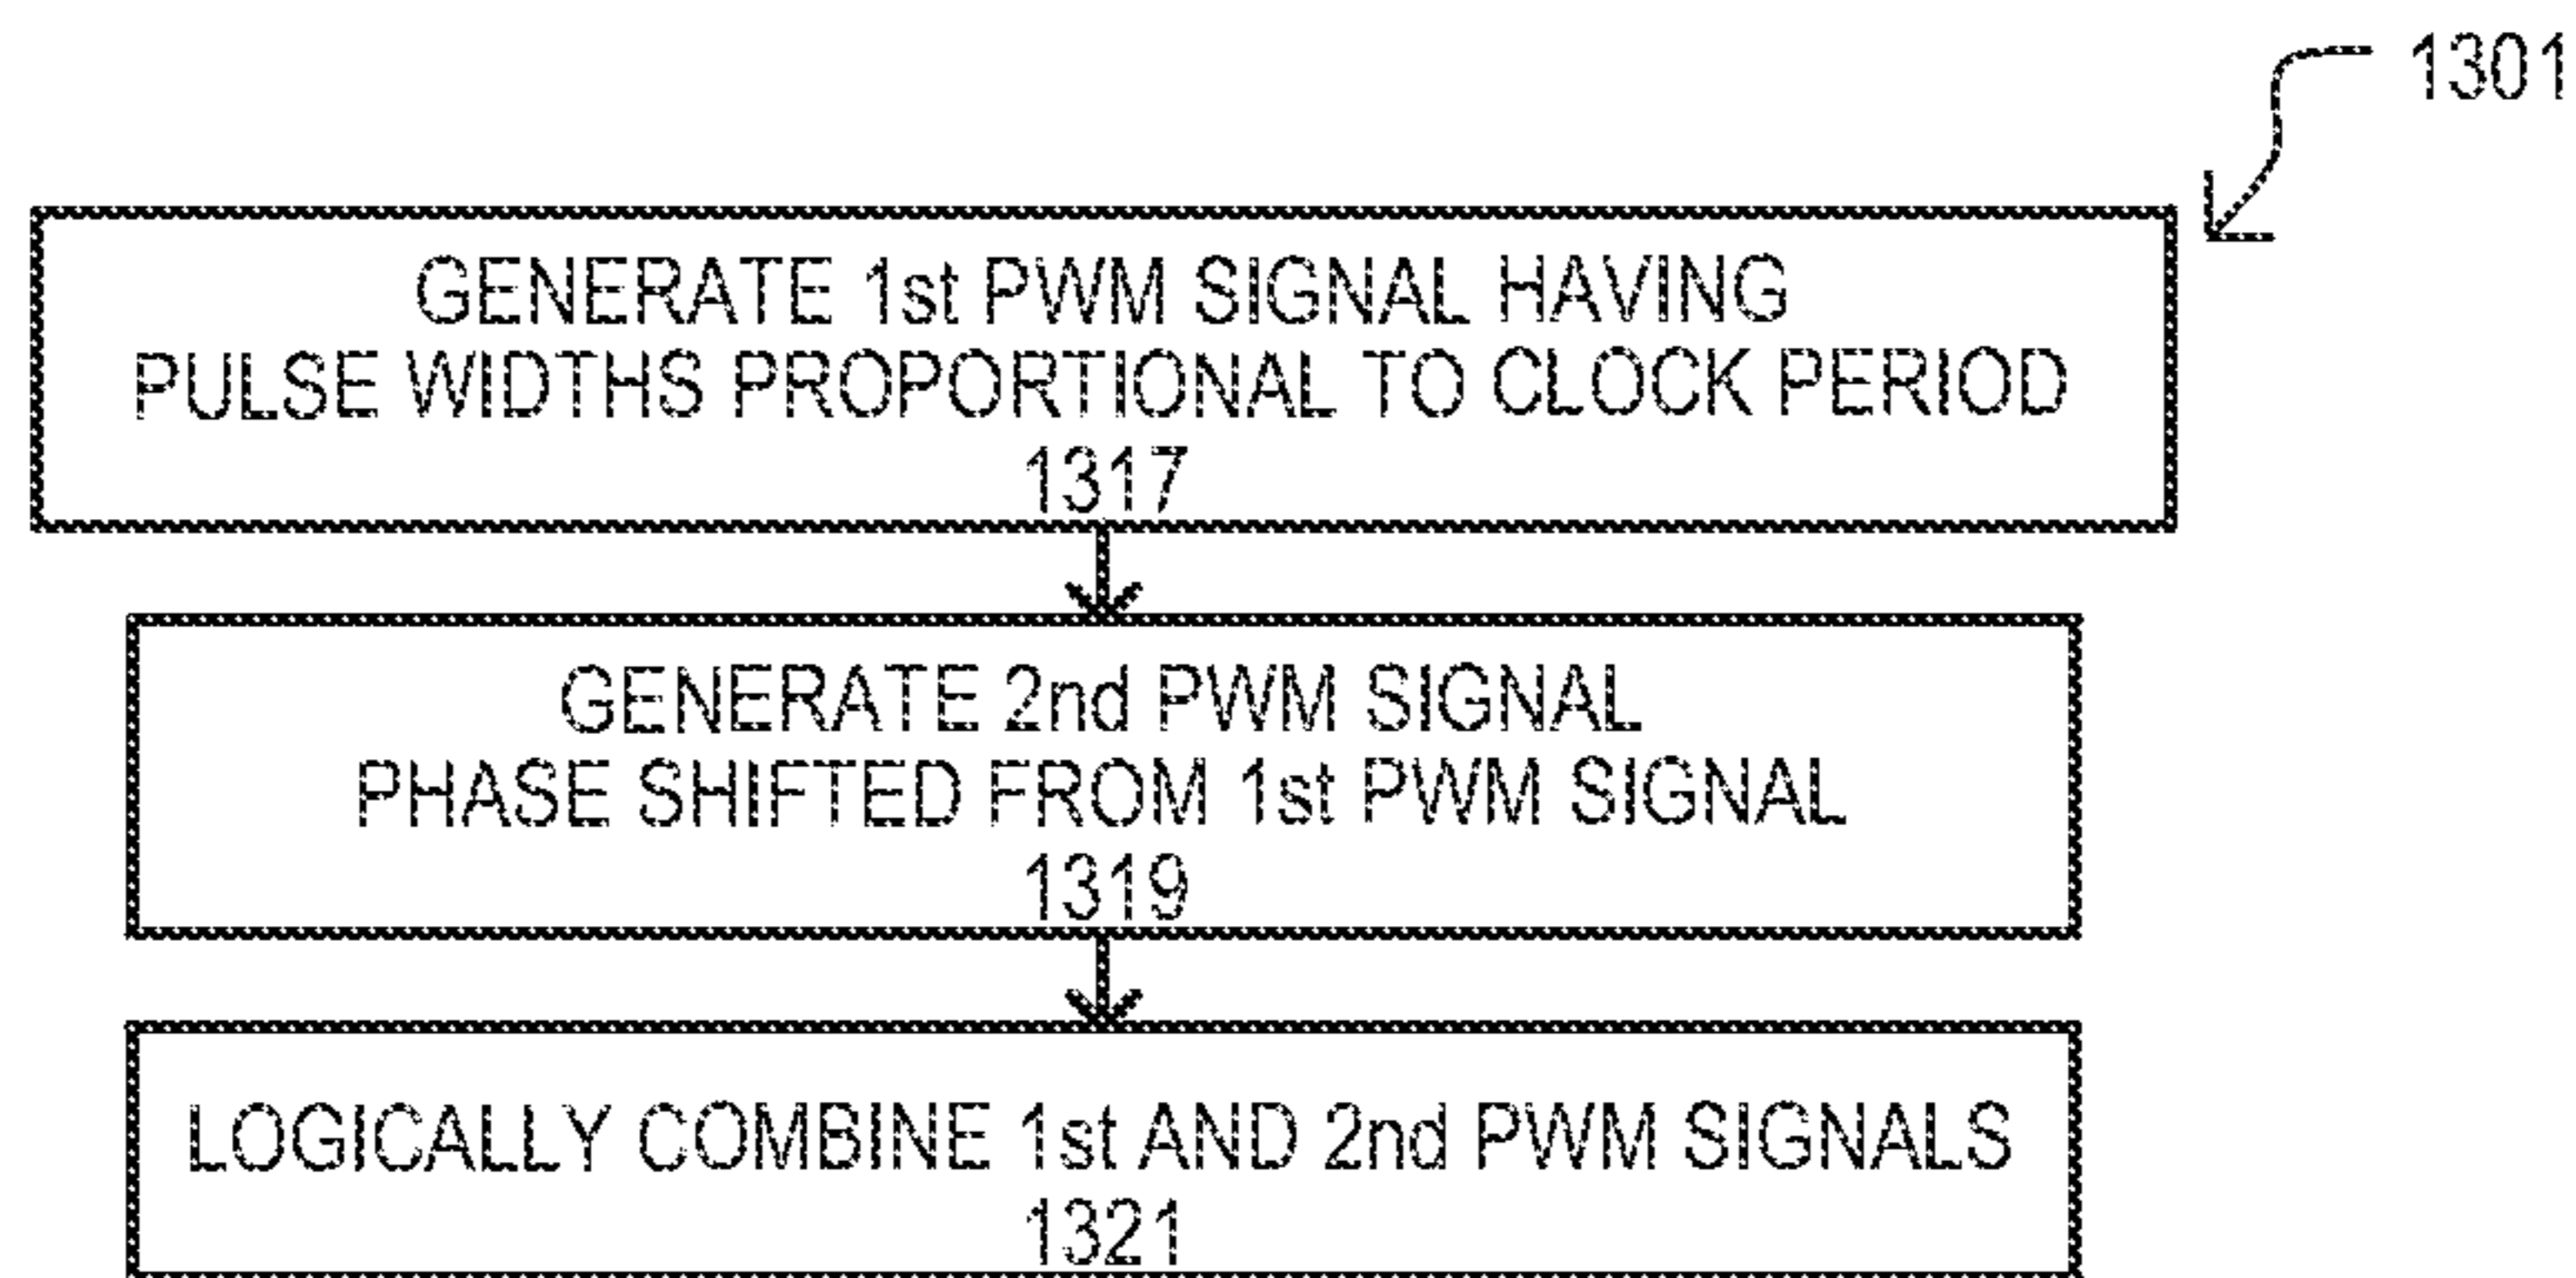 1301
GENERATE 1st PWM SIGNAL HAVING
PULSE WIDTHS PROPORTIONAL TO CLOCK PERIOD
1317
GENERATE 2nd PWM SIGNAL
PHASE SHIFTED FROM 1st PWM SIGNAL
1319
LOGICALLY COMBINE 1st AND 2nd PWM SIGNALS
1321